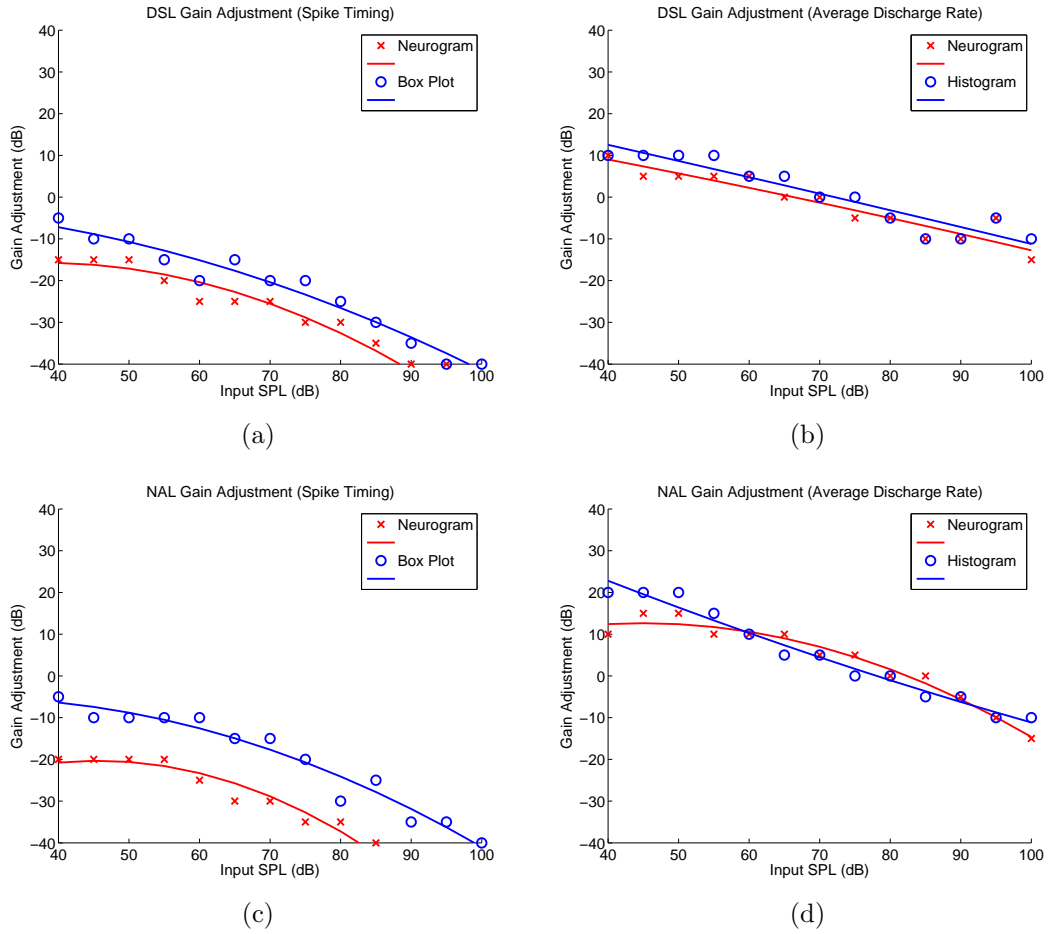 DSL Gain Adjustment (Spike Timing)
Neurogram
Box Plot
Gain Adjustment (dB)
40
30
20
10
0
−10
−20
−30
−40
40 50 60 70 80 90 100
Input SPL (dB)
(a)
DSL Gain Adjustment (Average Discharge Rate)
Neurogram
Histogram
Gain Adjustment (dB)
40
30
20
10
0
−10
−20
−30
−40
40 50 60 70 80 90 100
Input SPL (dB)
(b)
NAL Gain Adjustment (Spike Timing)
Neurogram
Box Plot
Gain Adjustment (dB)
40
30
20
10
0
−10
−20
−30
−40
40 50 60 70 80 90 100
Input SPL (dB)
(c)
NAL Gain Adjustment (Average Discharge Rate)
Neurogram
Histogram
Gain Adjustment (dB)
40
30
20
10
0
−10
−20
−30
−40
40 50 60 70 80 90 100
Input SPL (dB)
(d)